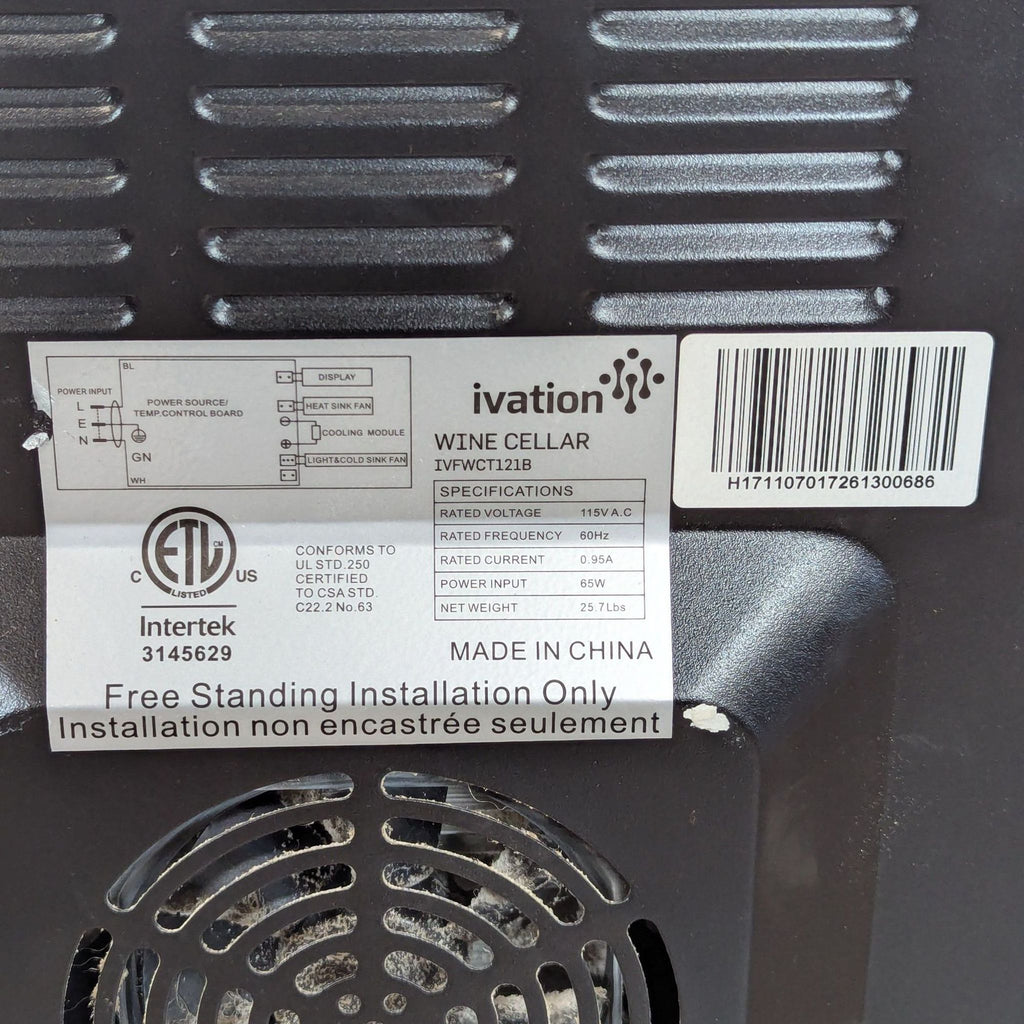 BL
POWER INPUT
L
E
N
POWER SOURCE/
TEMP.CONTROL BOARD
GN
WH
DISPLAY
HEAT SINK FAN
COOLING MODULE
LIGHT&COLD SINK FAN
ivation
WINE CELLAR
IVFWCT121B
SPECIFICATIONS
RATED VOLTAGE 115V A.C
RATED FREQUENCY 60Hz
RATED CURRENT 0.95A
POWER INPUT 65W
NET WEIGHT 25.7Lbs
ETL CM
C US
LISTED
Intertek
3145629
CONFORMS TO
UL STD.250
CERTIFIED
TO CSA STD.
C22.2 No.63
MADE IN CHINA
Free Standing Installation Only
Installation non encastrée seulement
H171107017261300686